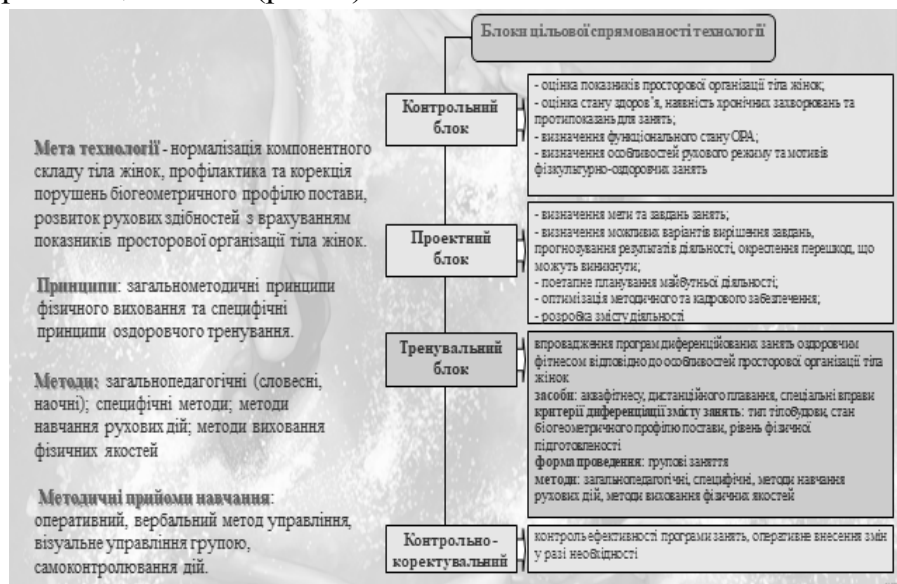 Блоки цільової спрямованості технології
Мета технології - нормалізація компонентного
складу тіла жінок, профілактика та корекція
порушень біогеометричного профілю постави,
розвиток рухових здібностей з врахуванням
показників просторової організації тіла жінок.
Принципи: загальнометодичні принципи
фізичного виховання та специфічні
принципи оздоровчого тренування.
Методи: загальнопедагогічні (словесні,
наочні); специфічні методи; методи
навчання рухових дій; методи виховання
фізичних якостей
Методичні прийоми навчання:
оперативний, вербальний метод управління,
візуальне управління групою,
самоконтролювання дій.
Контрольний
блок
- оцінка показників просторової організації тіла жінок;
- оцінка стану здоров'я, наявність хронічних захворювань та
протипоказань для занять;
- визначення функціонального стану ОРА;
- визначення особливостей рухового режиму та мотивів
фізкультурно-оздоровчих занять
Проектний
блок
- визначення мети та завдань занять;
- визначення можливих варіантів вирішення завдань,
прогнозування результатів діяльності, окреслення перешкод, що
можуть виникнути;
- поетапне планування майбутньої діяльності;
- оптимізація методичного та кадрового забезпечення;
- розробка змісту діяльності
Тренувальний
блок
впровадження програм диференційованих занять оздоровчим
фітнесом відповідно до особливостей просторової організації тіла
жінок
засоби: аквафітнесу, дистанційного плавання, спеціальні вправи
критерії диференціації змісту занять: тип тілобудови, стан
біогеометричного профілю постави, рівень фізичної
підготовленості
форма проведення: групові заняття
методи: загальнопедагогічні, специфічні, методи навчання
рухових дій, методи виховання фізичних якостей
Контрольно-
коректувальний
контроль ефективності програми занять, оперативне внесення змін
у разі необхідності